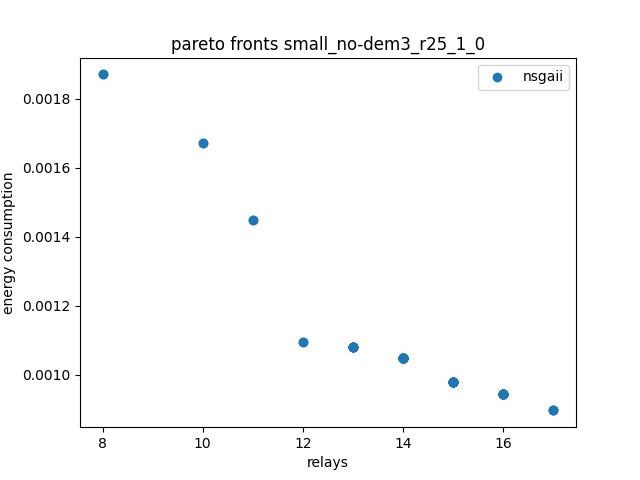 pareto fronts small_no-dem3_r25_1_0
nsgaii
energy consumption
0.0018
0.0016
0.0014
0.0012
0.0010
8
10
12
14
16
relays